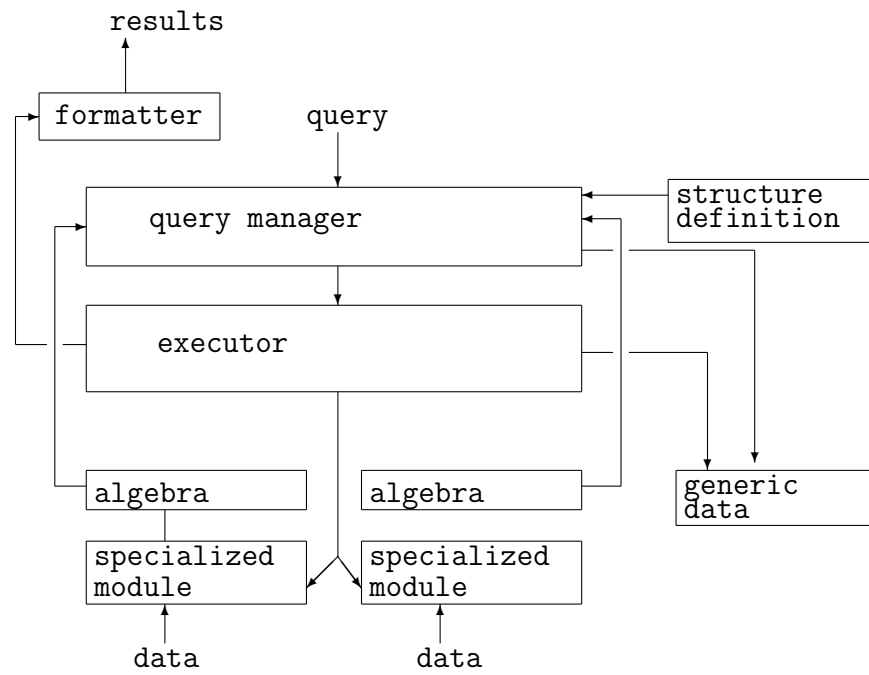 results
formatter
query
structure
definition
query manager
executor
algebra
algebra
generic
data
specialized
module
specialized
module
data
data